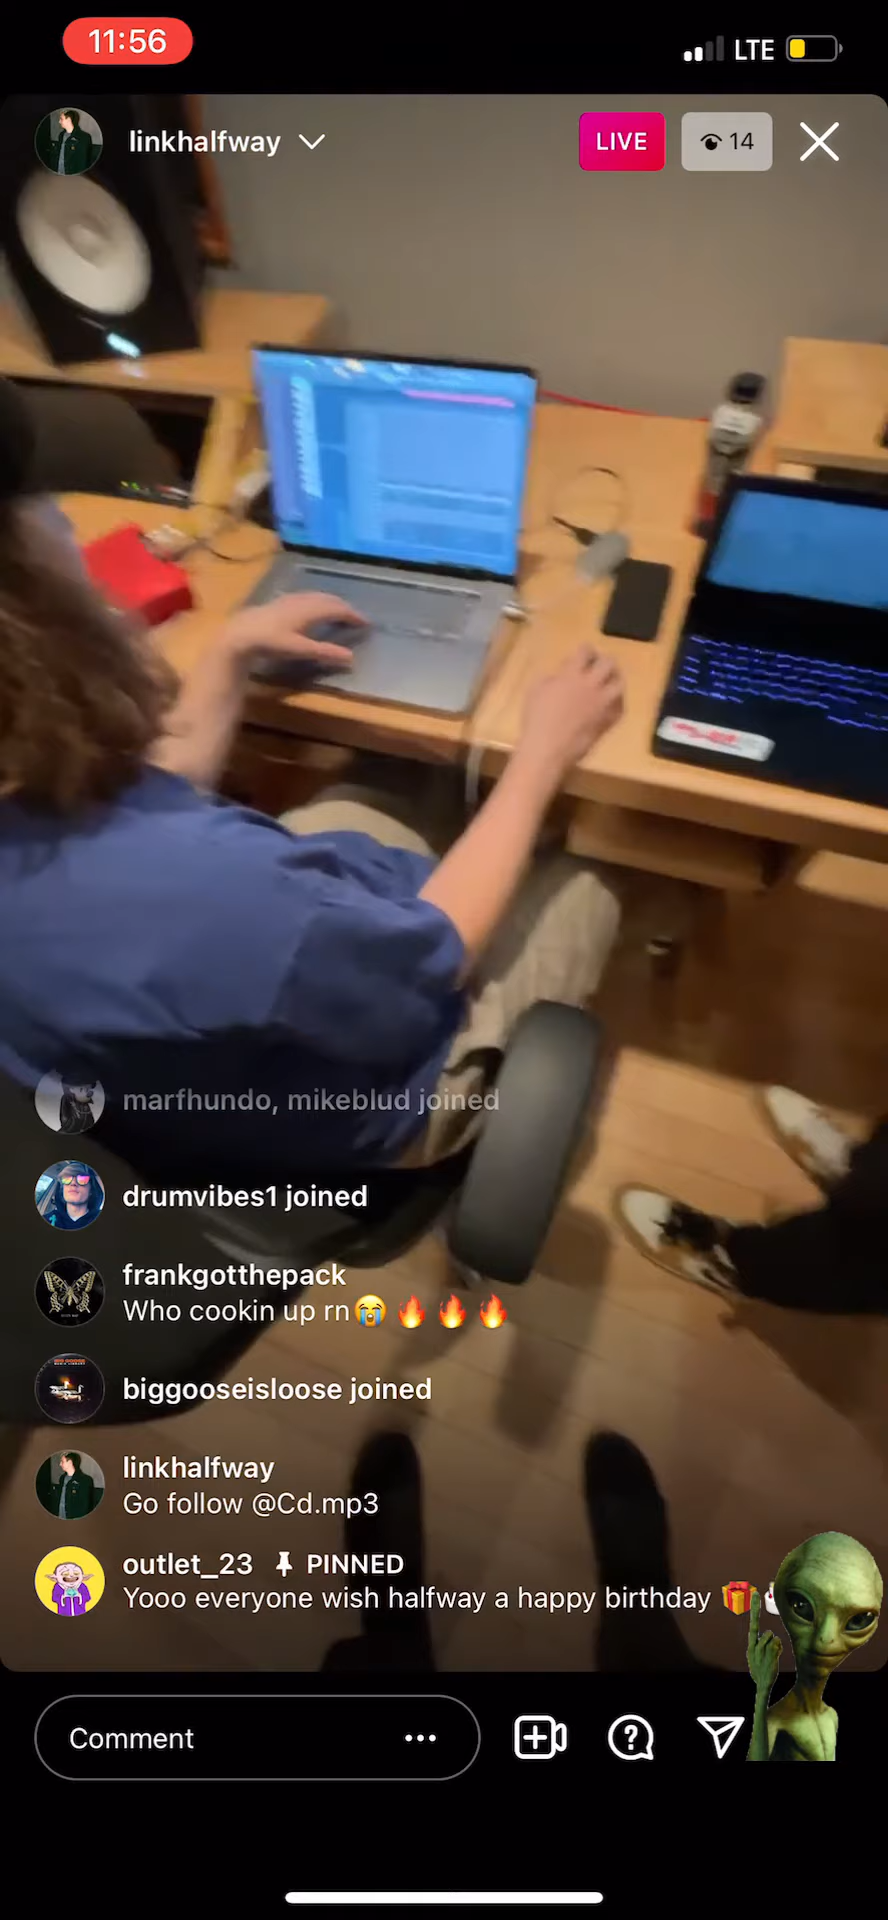 11:56
LTE
linkhalfway
LIVE
14
marfhundo, mikeblud joined
drumvibes1 joined
frankgotthepack
Who cookin up rn😭🔥🔥🔥
biggooseisloose joined
linkhalfway
Go follow @Cd.mp3
outlet_23 PINNED
Yooo everyone wish halfway a happy birthday 🎁
Comment